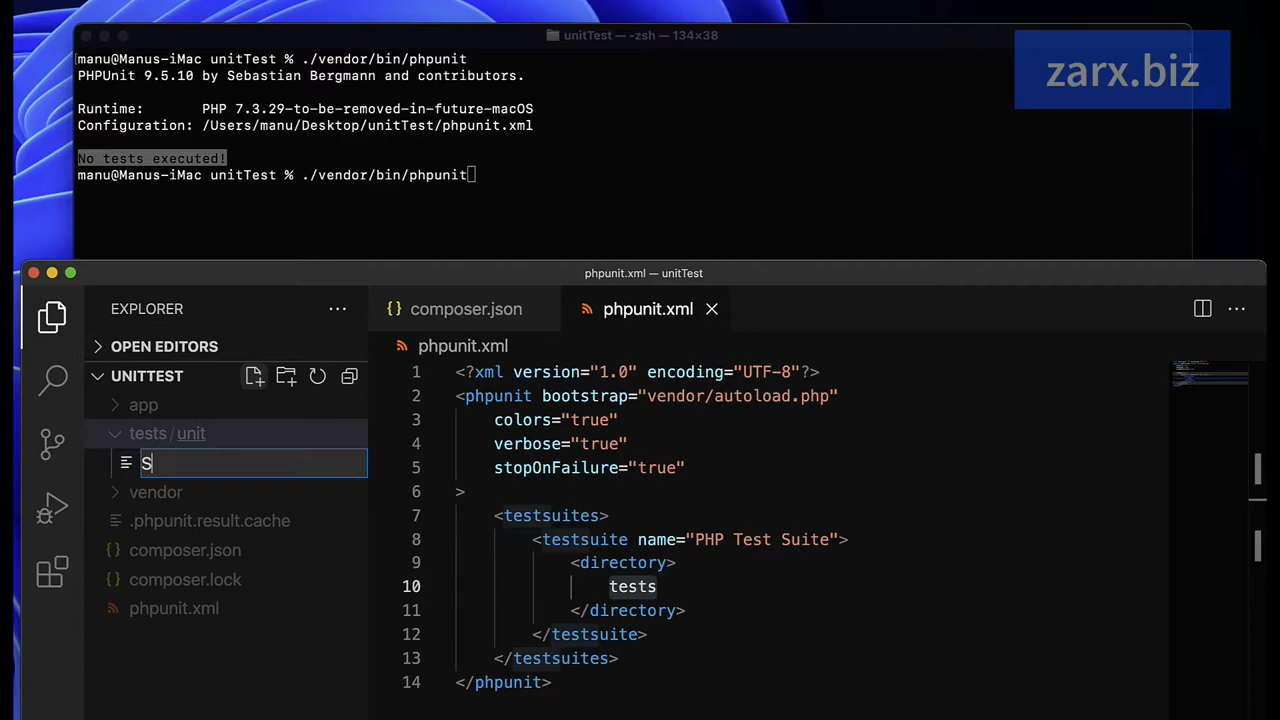 unitTest — -zsh — 134×38
manu@Manus-iMac unitTest % ./vendor/bin/phpunit
PHPUnit 9.5.10 by Sebastian Bergmann and contributors.
Runtime:       PHP 7.3.29-to-be-removed-in-future-macOS
Configuration: /Users/manu/Desktop/unitTest/phpunit.xml
No tests executed!
manu@Manus-iMac unitTest % ./vendor/bin/phpunit
zarx.biz
phpunit.xml — unitTest
EXPLORER
OPEN EDITORS
UNITTEST
app
tests / unit
S
vendor
.phpunit.result.cache
composer.json
composer.lock
phpunit.xml
{} composer.json
phpunit.xml
phpunit.xml
1 <?xml version="1.0" encoding="UTF-8"?>
2 <phpunit bootstrap="vendor/autoload.php"
3     colors="true"
4     verbose="true"
5     stopOnFailure="true"
6 >
7     <testsuites>
8         <testsuite name="PHP Test Suite">
9             <directory>
10                 tests
11             </directory>
12         </testsuite>
13     </testsuites>
14 </phpunit>